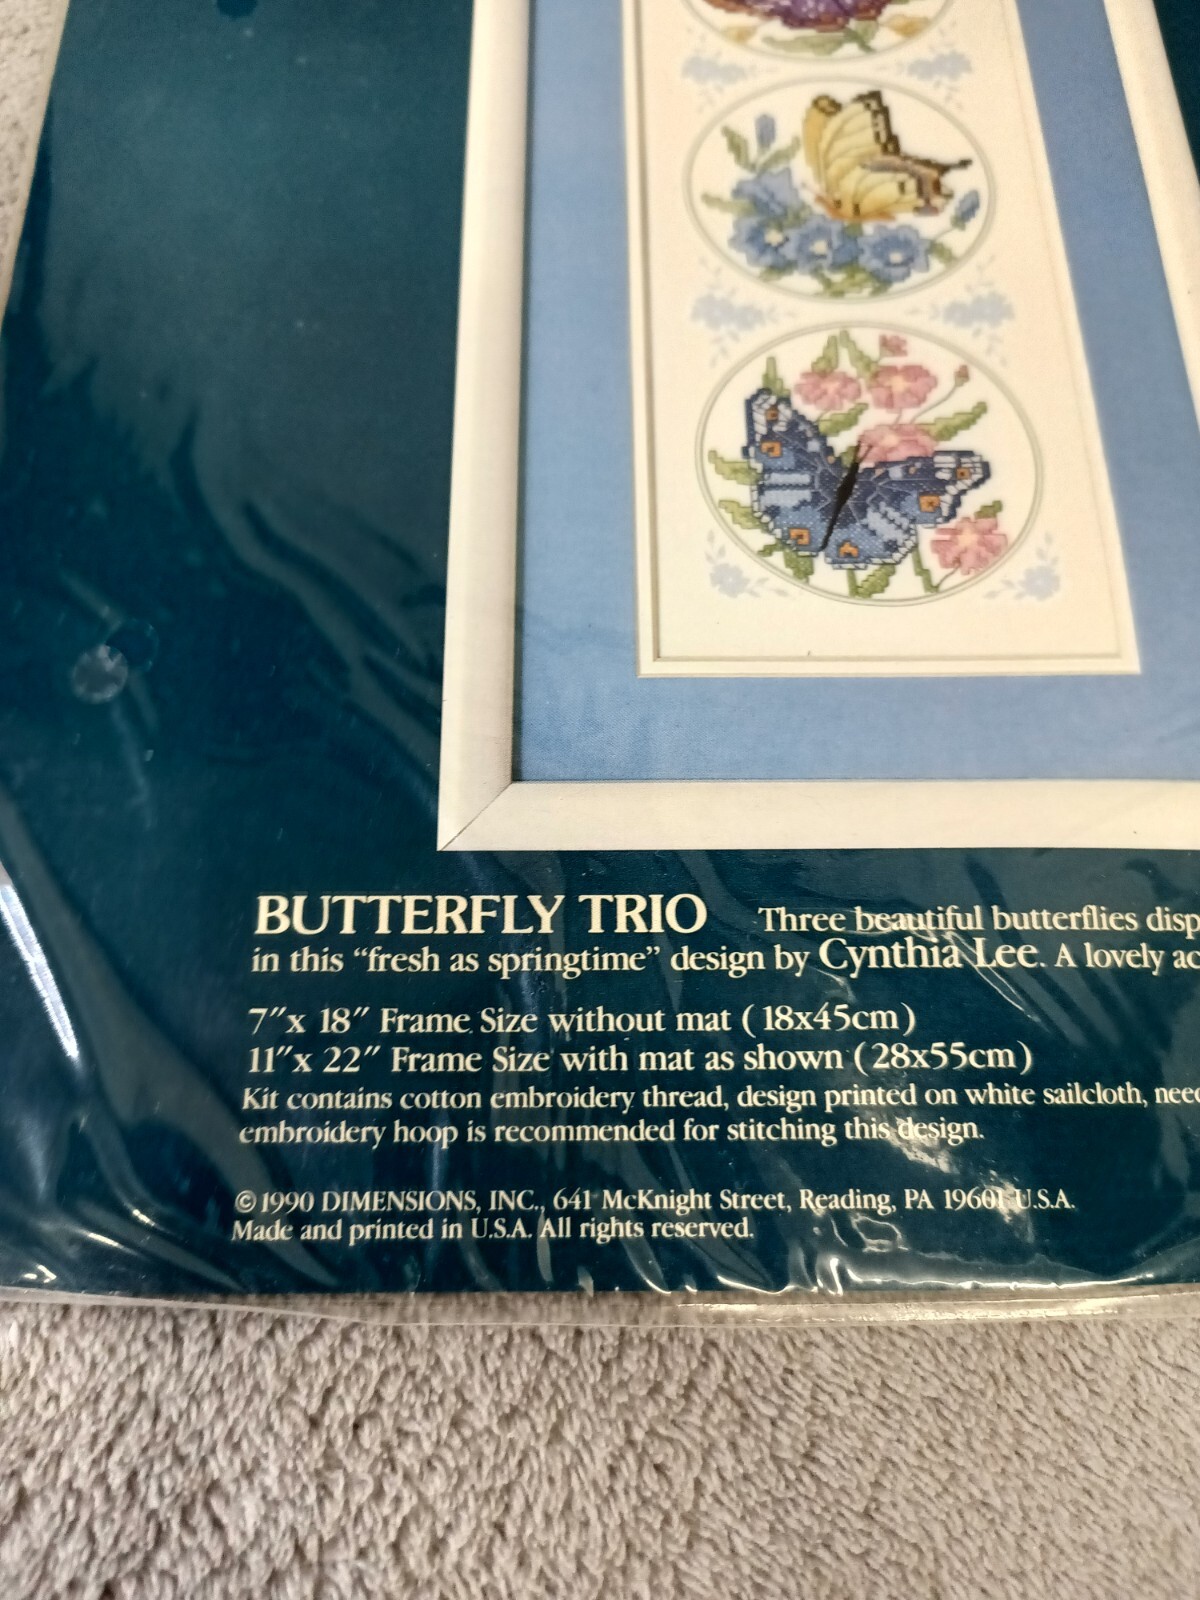 BUTTERFLY TRIO Three beautiful butterflies disp
in this “fresh as springtime” design by Cynthia Lee. A lovely ac
7″x 18″ Frame Size without mat (18x45cm)
11″x 22″ Frame Size with mat as shown (28x55cm)
Kit contains cotton embroidery thread, design printed on white sailcloth, need
embroidery hoop is recommended for stitching this design.
©1990 DIMENSIONS, INC., 641 McKnight Street, Reading, PA 19601 U.S.A.
Made and printed in U.S.A. All rights reserved.